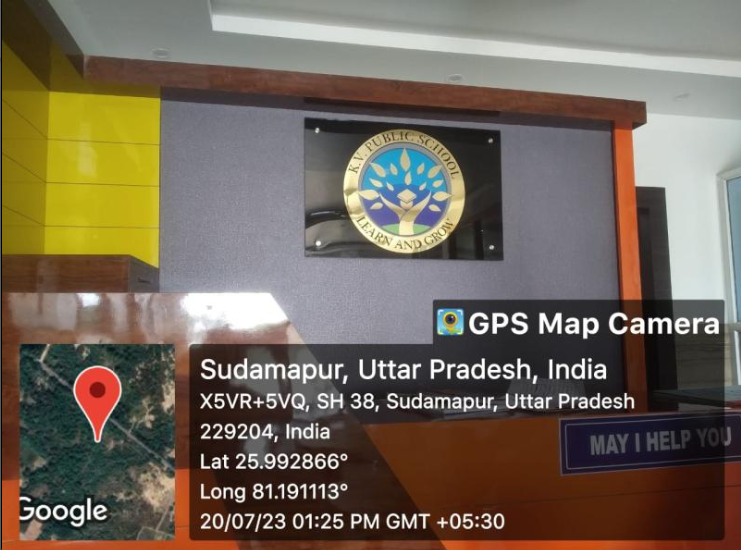 K.V. PUBLIC SCHOOL
LEARN AND GROW
GPS Map Camera
Sudamapur, Uttar Pradesh, India
X5VR+5VQ, SH 38, Sudamapur, Uttar Pradesh
229204, India
Lat 25.992866°
Long 81.191113°
20/07/23 01:25 PM GMT +05:30
MAY I HELP YOU
Google